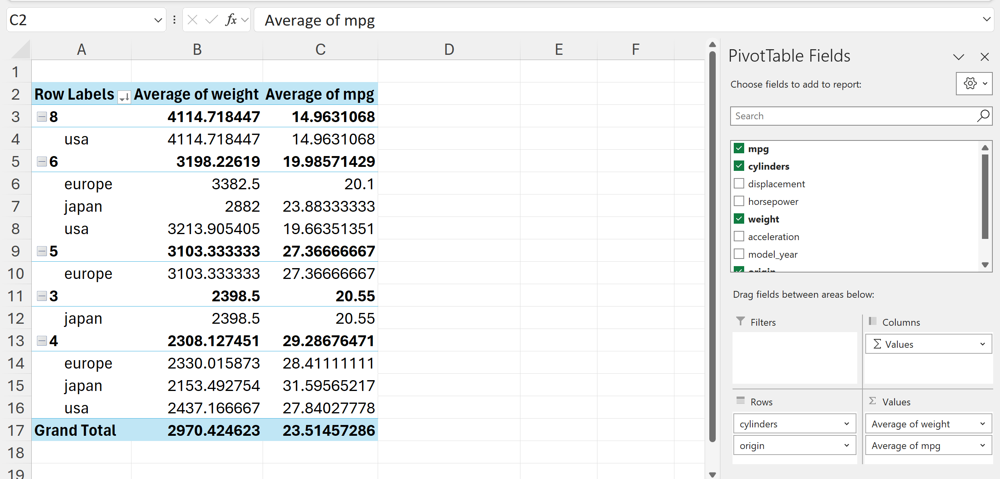 C2 fx Average of mpg
A B C D E F
1
2 Row Labels Average of weight Average of mpg
3 8 4114.718447 14.9631068
4 usa 4114.718447 14.9631068
5 6 3198.22619 19.98571429
6 europe 3382.5 20.1
7 japan 2882 23.88333333
8 usa 3213.905405 19.66351351
9 5 3103.333333 27.36666667
10 europe 3103.333333 27.36666667
11 3 2398.5 20.55
12 japan 2398.5 20.55
13 4 2308.127451 29.28676471
14 europe 2330.015873 28.41111111
15 japan 2153.492754 31.59565217
16 usa 2437.166667 27.84027778
17 Grand Total 2970.424623 23.51457286
18
19
PivotTable Fields
Choose fields to add to report:
Search
mpg
cylinders
displacement
horsepower
weight
acceleration
model_year
origin
Drag fields between areas below:
Filters
Columns
Σ Values
Rows
cylinders
origin
Σ Values
Average of weight
Average of mpg